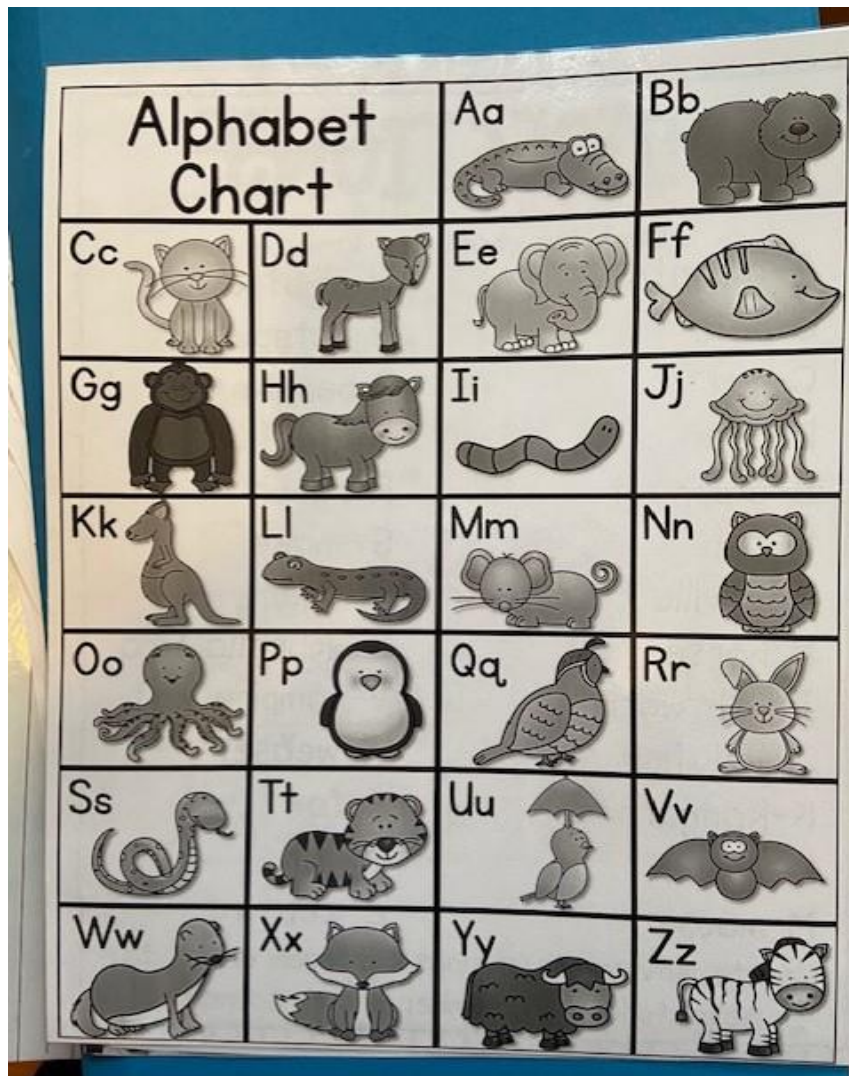 Alphabet
Chart
Aa
Bb
Cc
Dd
Ee
Ff
Gg
Hh
Ii
Jj
Kk
Ll
Mm
Nn
Oo
Pp
Qq
Rr
Ss
Tt
Uu
Vv
Ww
Xx
Yy
Zz